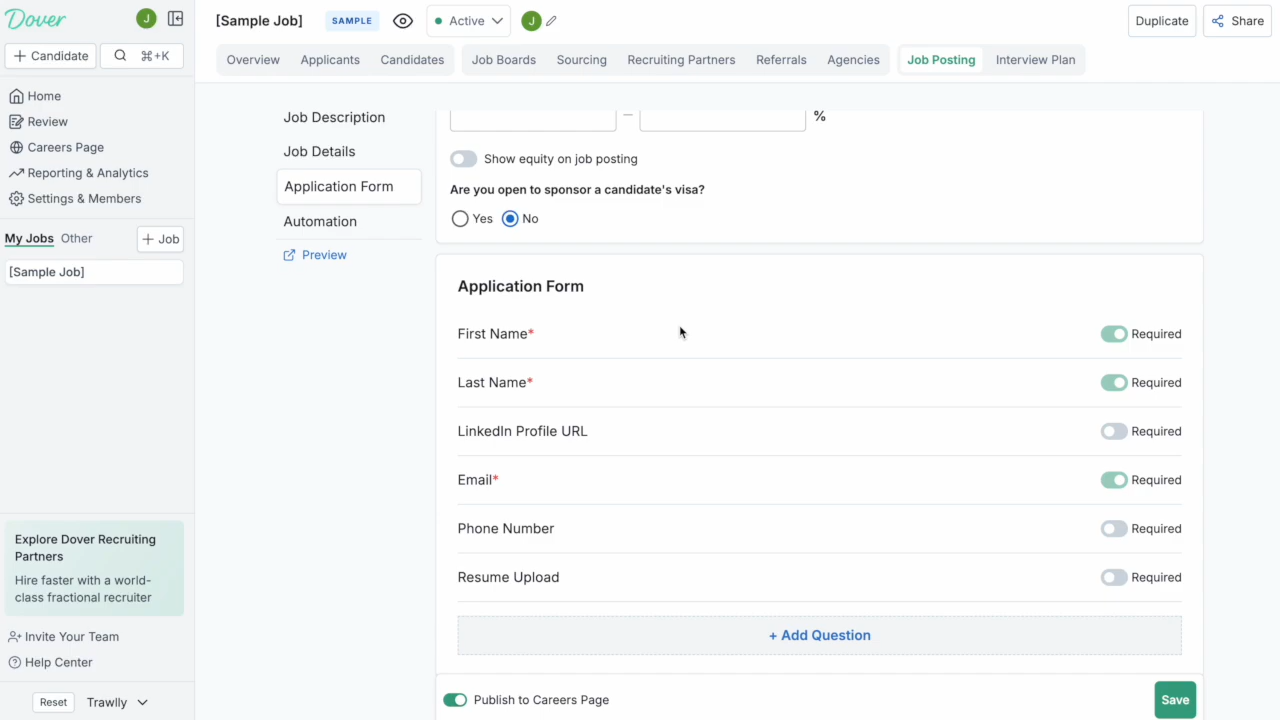 Dover
J
[Sample Job]
SAMPLE
Active
J
Duplicate
Share
+ Candidate
⌘+K
Overview
Applicants
Candidates
Job Boards
Sourcing
Recruiting Partners
Referrals
Agencies
Job Posting
Interview Plan
Home
Review
Careers Page
Reporting & Analytics
Settings & Members
My Jobs
Other
+ Job
[Sample Job]
Explore Dover Recruiting
Partners
Hire faster with a world-
class fractional recruiter
Invite Your Team
Help Center
Reset
Trawlly
Job Description
Job Details
Application Form
Automation
Preview
– %
Show equity on job posting
Are you open to sponsor a candidate's visa?
Yes No
Application Form
First Name* Required
Last Name* Required
LinkedIn Profile URL Required
Email* Required
Phone Number Required
Resume Upload Required
+ Add Question
Publish to Careers Page
Save